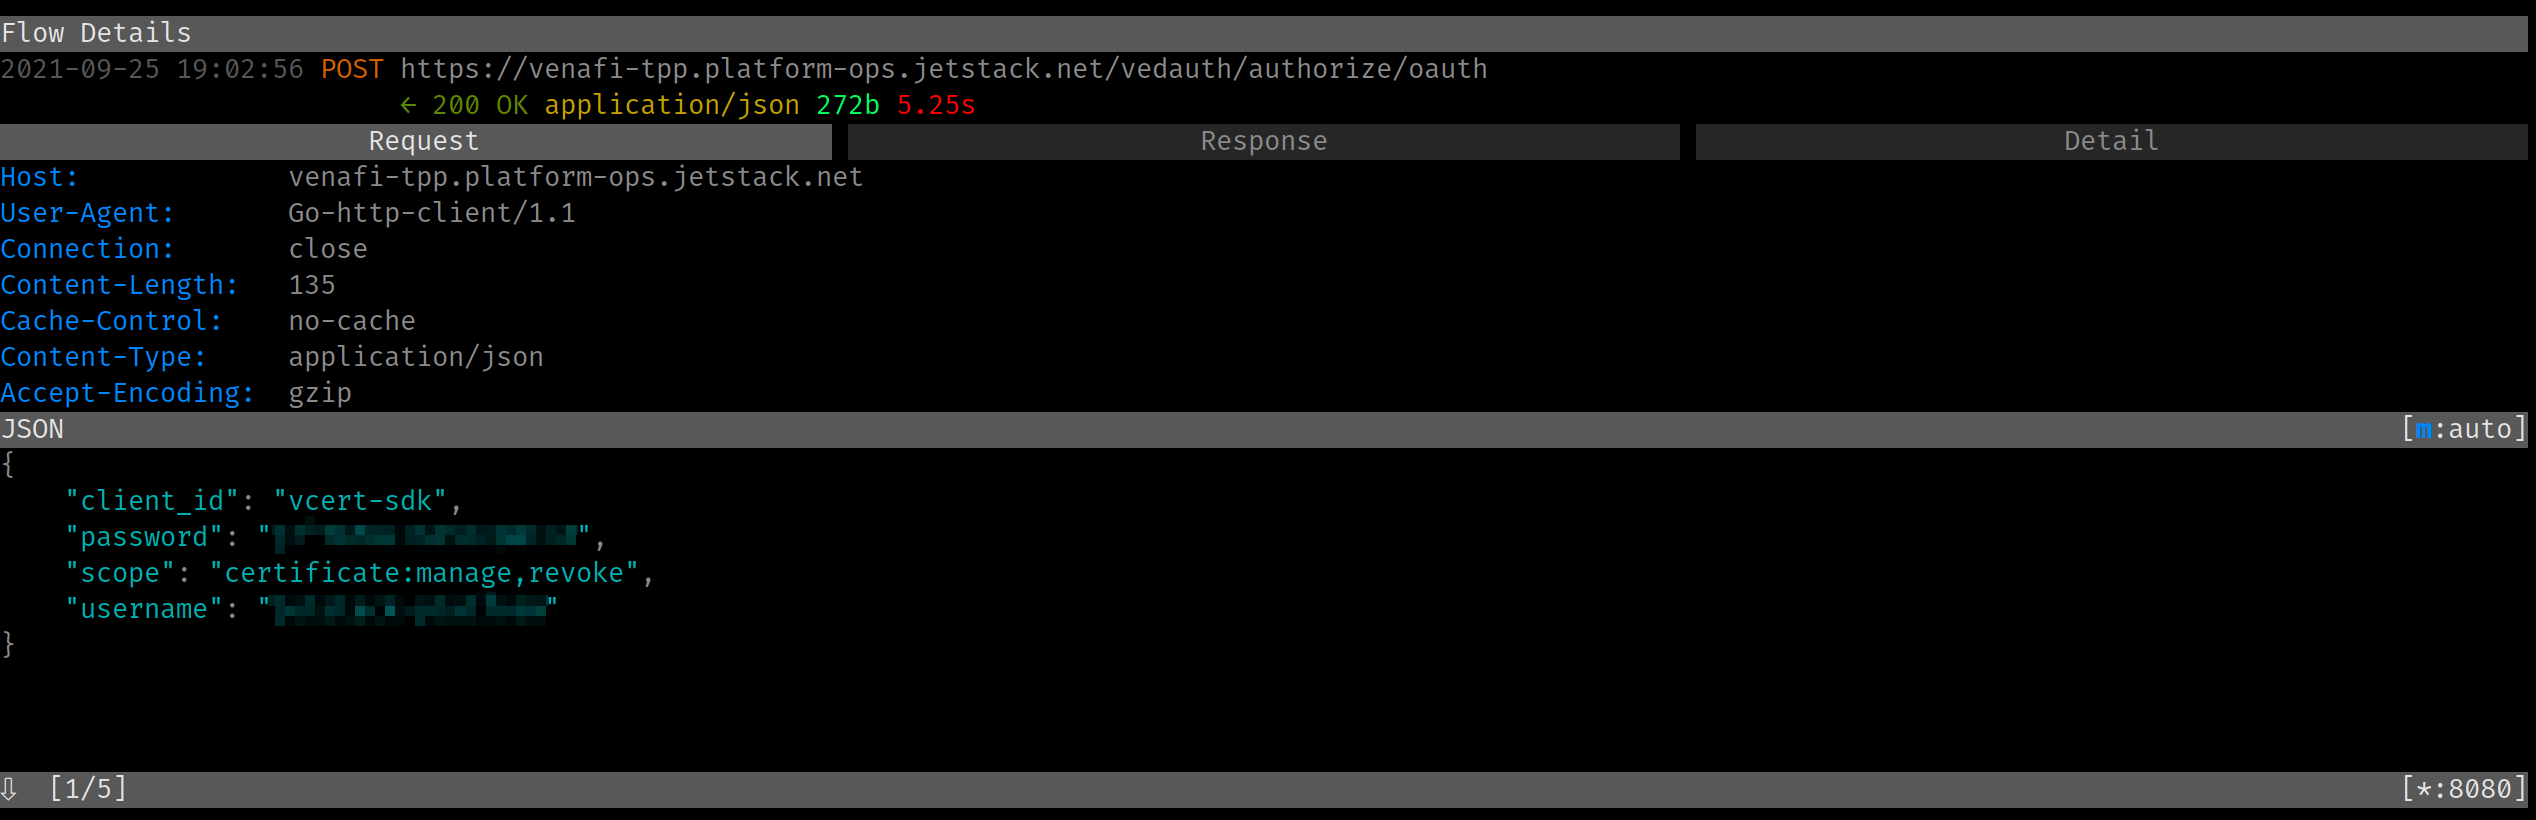 Flow Details
2021-09-25 19:02:56 POST https://venafi-tpp.platform-ops.jetstack.net/vedauth/authorize/oauth
← 200 OK application/json 272b 5.25s
Request Response Detail
Host: venafi-tpp.platform-ops.jetstack.net
User-Agent: Go-http-client/1.1
Connection: close
Content-Length: 135
Cache-Control: no-cache
Content-Type: application/json
Accept-Encoding: gzip
JSON [m:auto]
{
"client_id": "vcert-sdk",
"password": "",
"scope": "certificate:manage,revoke",
"username": ""
}
⇩ [1/5] [*:8080]